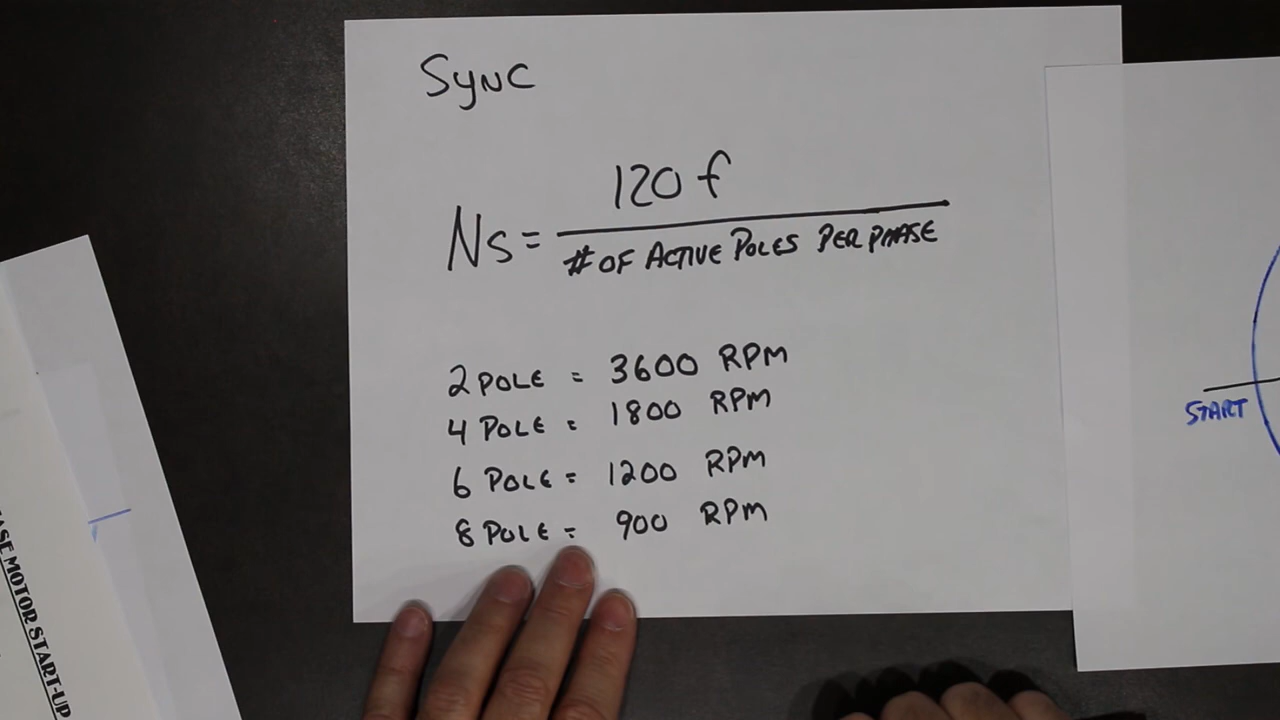 Sync
Ns = 120 f / # OF ACTIVE POLES PER PHASE
2 POLE = 3600 RPM
4 POLE = 1800 RPM
6 POLE = 1200 RPM
8 POLE = 900 RPM
START
MOTOR START-UP